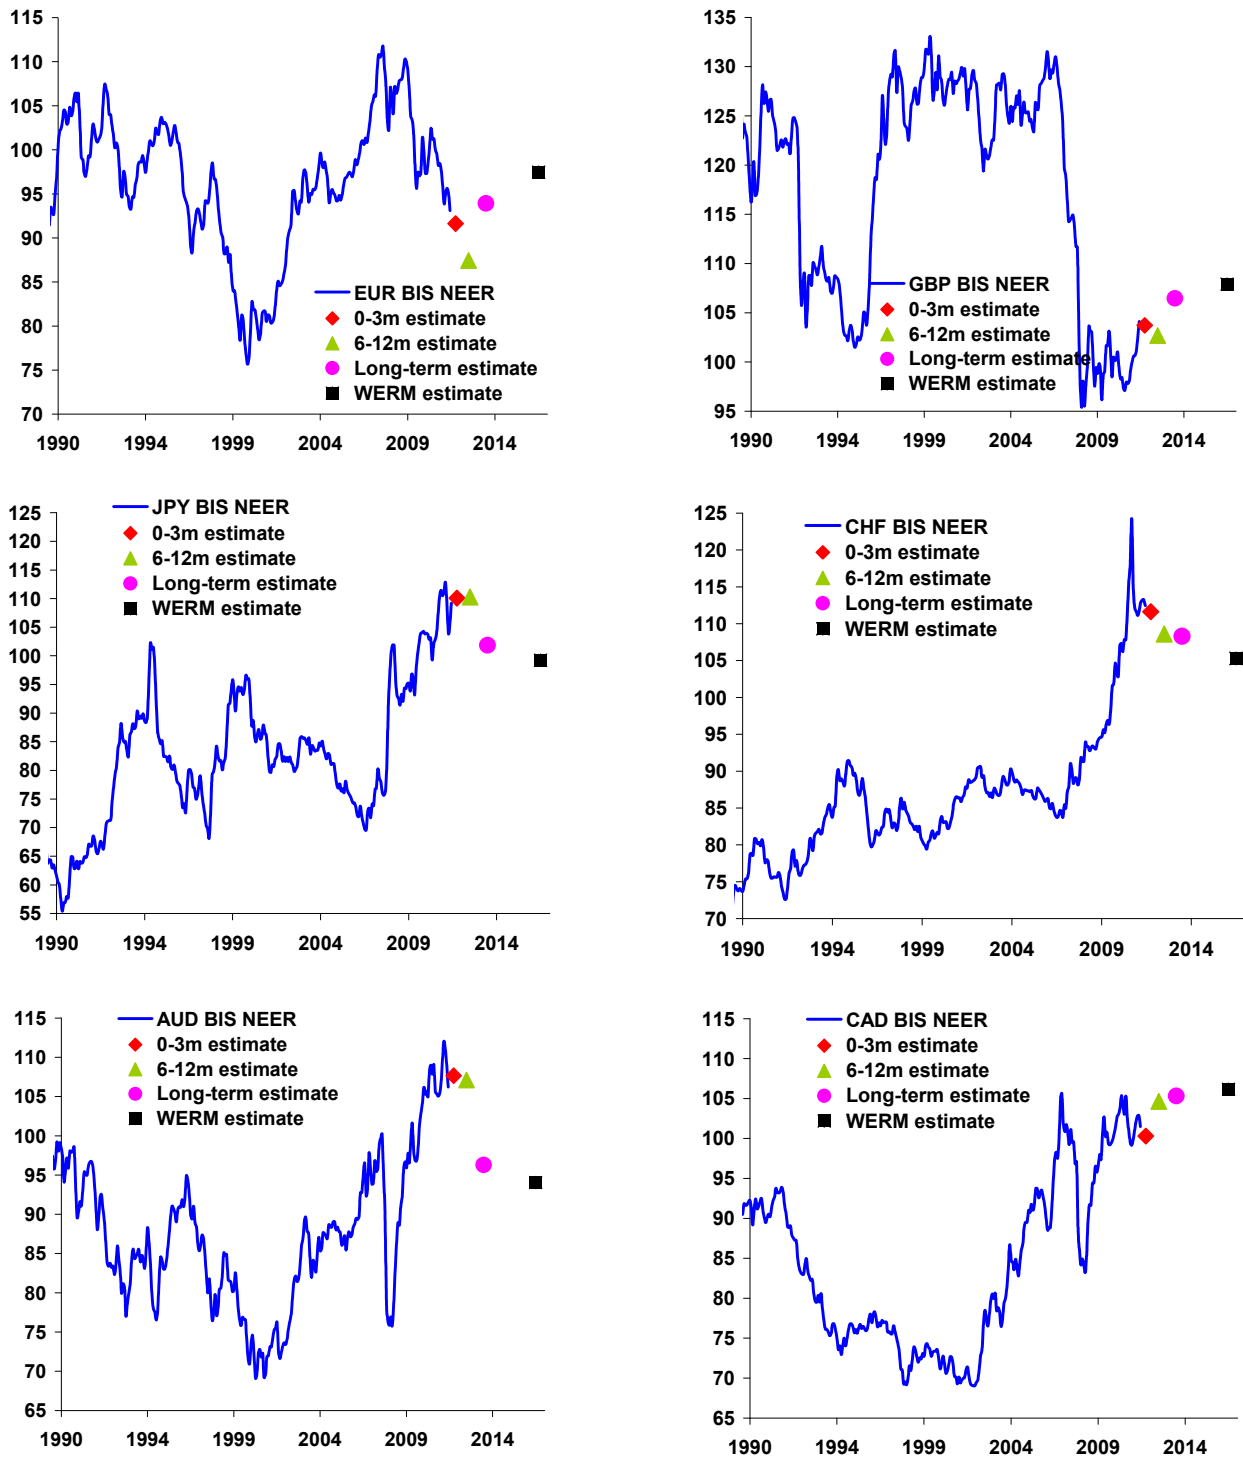 115
110
105
100
95
90
85
80
75
70
EUR BIS NEER
0-3m estimate
6-12m estimate
Long-term estimate
WERM estimate
1990 1994 1999 2004 2009 2014
135
130
125
120
115
110
105
100
95
GBP BIS NEER
0-3m estimate
6-12m estimate
Long-term estimate
WERM estimate
1990 1994 1999 2004 2009 2014
JPY BIS NEER
0-3m estimate
6-12m estimate
Long-term estimate
WERM estimate
125
120
115
110
105
100
95
90
85
80
75
70
65
60
55
1990 1994 1999 2004 2009 2014
CHF BIS NEER
0-3m estimate
6-12m estimate
Long-term estimate
WERM estimate
125
120
115
110
105
100
95
90
85
80
75
70
1990 1994 1999 2004 2009 2014
AUD BIS NEER
0-3m estimate
6-12m estimate
Long-term estimate
WERM estimate
115
110
105
100
95
90
85
80
75
70
65
1990 1994 1999 2004 2009 2014
CAD BIS NEER
0-3m estimate
6-12m estimate
Long-term estimate
WERM estimate
115
110
105
100
95
90
85
80
75
70
65
1990 1994 1999 2004 2009 2014